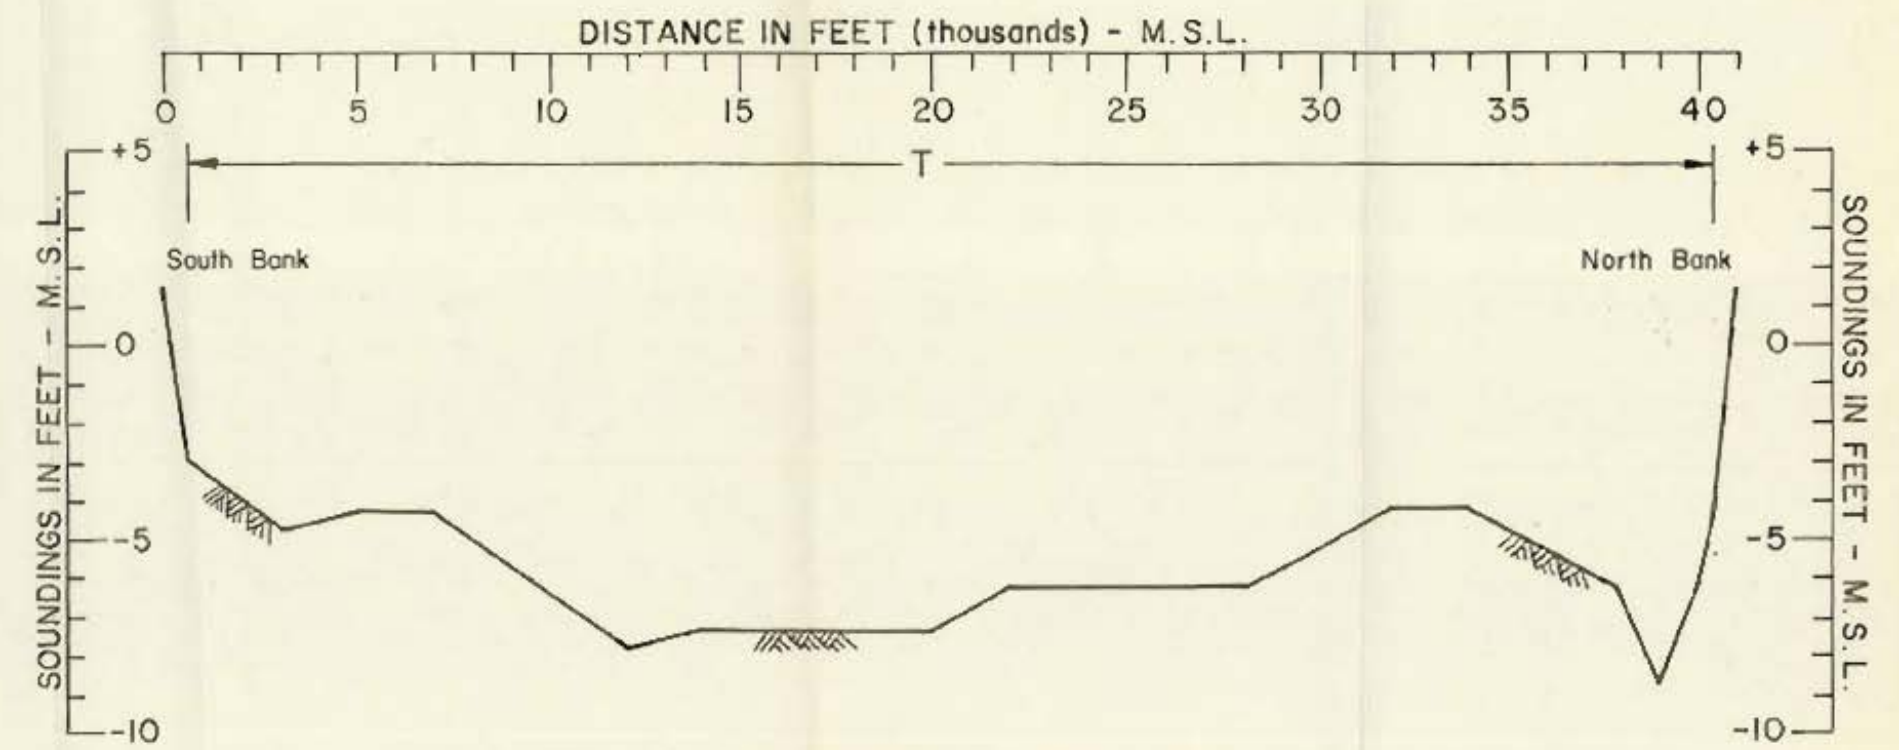 DISTANCE IN FEET (thousands) - M.S.L.
0 5 10 15 20 25 30 35 40
+5 T +5
South Bank North Bank
0 0
-5 -5
-10 -10
SOUNDINGS IN FEET - M.S.L.
SOUNDINGS IN FEET - M.S.L.